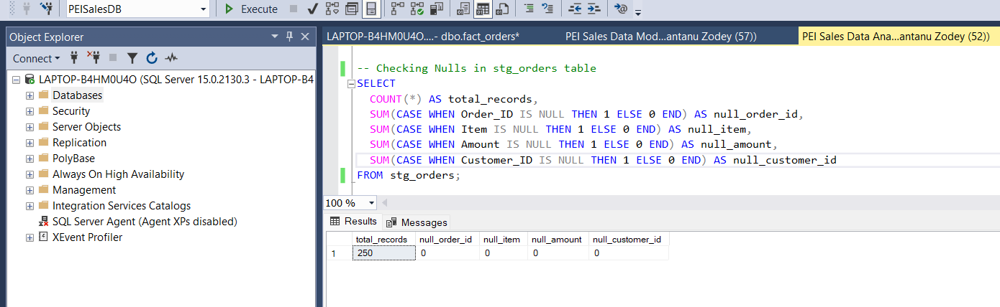 PEISalesDB
Execute
Object Explorer
Connect
LAPTOP-B4HM0U4O (SQL Server 15.0.2130.3 - LAPTOP-B4
Databases
Security
Server Objects
Replication
PolyBase
Always On High Availability
Management
Integration Services Catalogs
SQL Server Agent (Agent XPs disabled)
XEvent Profiler
LAPTOP-B4HM0U4O....- dbo.fact_orders*
PEI Sales Data Mod...antanu Zodey (57))
PEI Sales Data Ana...antanu Zodey (52))
-- Checking Nulls in stg_orders table
SELECT
COUNT(*) AS total_records,
SUM(CASE WHEN Order_ID IS NULL THEN 1 ELSE 0 END) AS null_order_id,
SUM(CASE WHEN Item IS NULL THEN 1 ELSE 0 END) AS null_item,
SUM(CASE WHEN Amount IS NULL THEN 1 ELSE 0 END) AS null_amount,
SUM(CASE WHEN Customer_ID IS NULL THEN 1 ELSE 0 END) AS null_customer_id
FROM stg_orders;
100 %
Results Messages
total_records null_order_id null_item null_amount null_customer_id
1 250 0 0 0 0